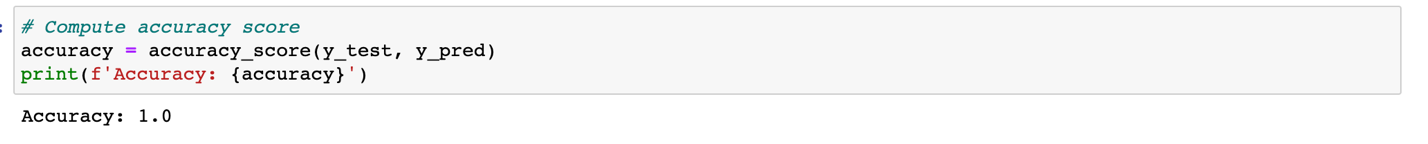 :
# Compute accuracy score
accuracy = accuracy_score(y_test, y_pred)
print(f'Accuracy: {accuracy}')
Accuracy: 1.0